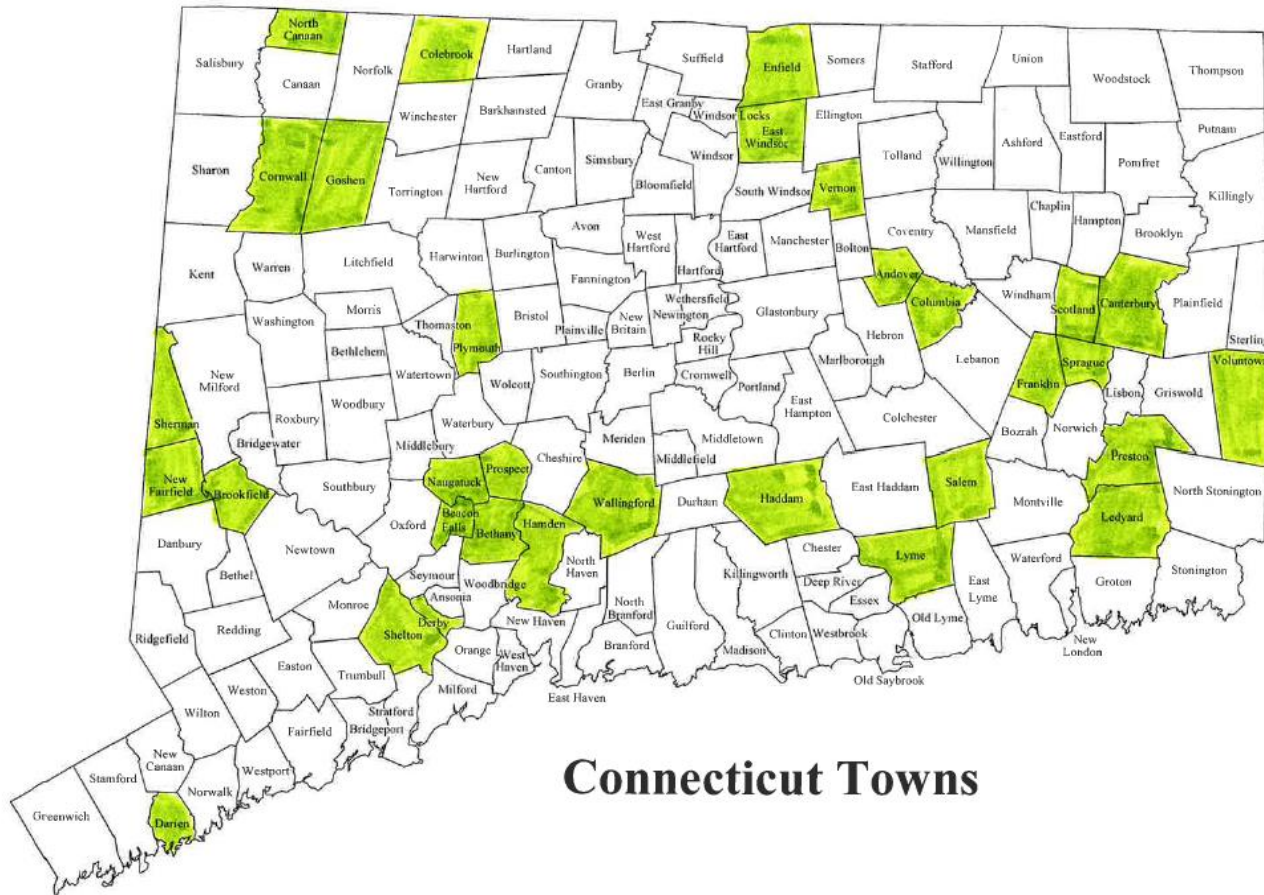 North
Canaan
Colebrook
Hartland
Suffield
Enfield
Somers
Stafford
Union
Woodstock
Thompson
Salisbury
Canaan
Norfolk
Granby
East Granby
Winchester
Barkhamsted
Windsor Locks
East
Windsor
Ellington
Ashford
Eastford
Putnam
Sharon
Cornwall
Goshen
Torrington
New
Hartford
Canton
Simsbury
Bloomfield
Windsor
South Windsor
Vernon
Tolland
Willington
Pomfret
Killingly
Avon
West
Hartford
Hartford
East
Hartford
Manchester
Bolton
Coventry
Mansfield
Chaplin
Hampton
Brooklyn
Kent
Warren
Litchfield
Harwinton
Burlington
Fannington
Andover
Columbia
Windham
Scotland
Canterbury
Plainfield
Sterling
Washington
Morris
Thomaston
Plymouth
Bristol
Plainville
New
Britain
Wethersfield
Newington
Rocky
Hill
Glastonbury
Hebron
Marlborough
Lebanon
Franklin
Sprague
Lisbon
Griswold
Voluntown
New
Milford
Bethlehem
Watertown
Wolcott
Southington
Berlin
Cromwell
Portland
East
Hampton
Colchester
Bozrah
Norwich
Preston
Sherman
Bridgewater
Roxbury
Woodbury
Middlebury
Waterbury
Cheshire
Meriden
Middletown
Middlefield
New
Fairfield
Brookfield
Southbury
Naugatuck
Prospect
Wallingford
Durham
Haddam
East Haddam
Salem
Montville
Ledyard
North Stonington
Danbury
Bethel
Newtown
Oxford
Beacon
Falls
Bethany
Hamden
North
Haven
Killingworth
Chester
Deep River
Essex
Lyme
East
Lyme
Waterford
Groton
Stonington
Ridgefield
Redding
Monroe
Seymour
Ansonia
Derby
Woodbridge
Shelton
New Haven
North
Branford
Branford
Guilford
Madison
Clinton
Westbrook
Old Lyme
New
London
Old Saybrook
Easton
Trumbull
Orange
West
Haven
Milford
East Haven
Weston
Wilton
Stratford
Bridgeport
Fairfield
New
Canaan
Stamford
Norwalk
Westport
Greenwich
Darien
Connecticut Towns